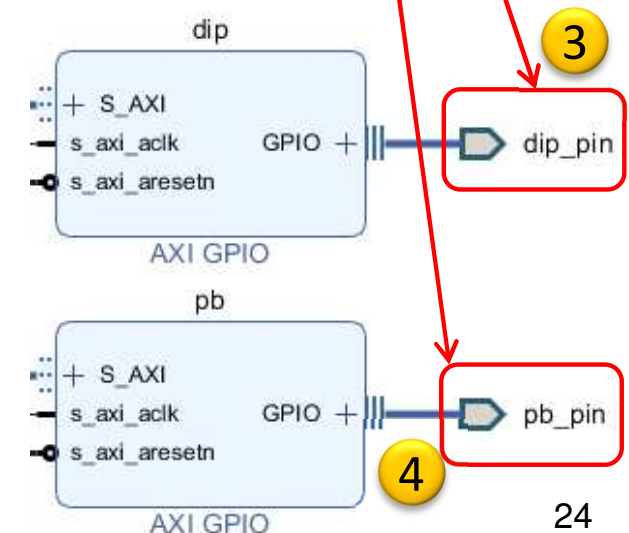 dip
3
+ S_AXI
s_axi_aclk
GPIO +
s_axi_aresetn
dip_pin
AXI GPIO
pb
+ S_AXI
s_axi_aclk
GPIO +
s_axi_aresetn
pb_pin
4
AXI GPIO
24